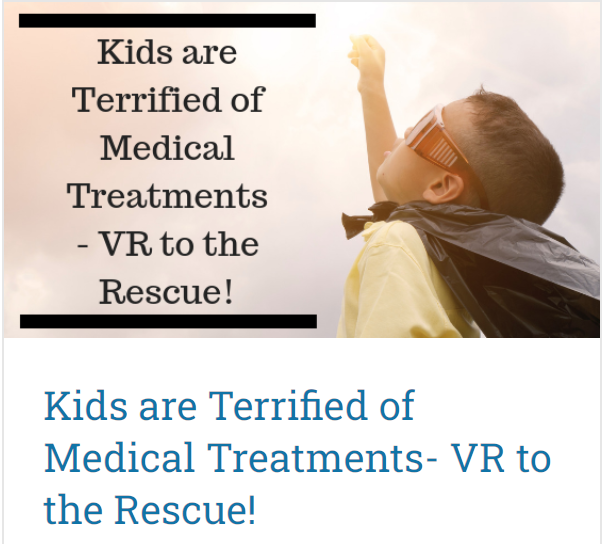 Kids are
Terrified of
Medical
Treatments
- VR to the
Rescue!
Kids are Terrified of
Medical Treatments- VR to
the Rescue!